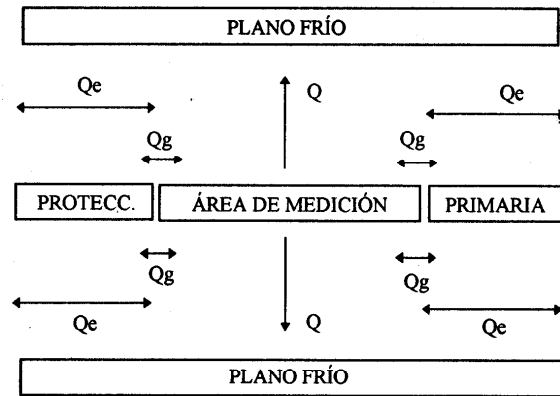 PLANO FRÍO
Qe
Q
Qe
Qg
Qg
PROTECC.
ÁREA DE MEDICIÓN
PRIMARIA
Qg
Qg
Qe
Q
Qe
PLANO FRÍO